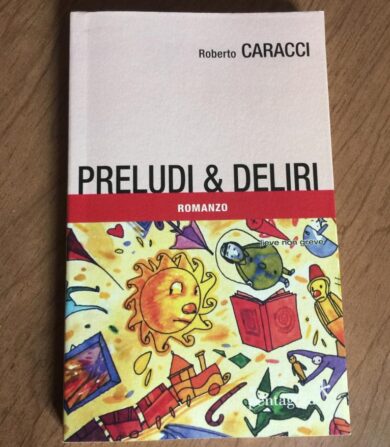 Roberto CARACCI
PRELUDI & DELIRI
ROMANZO
lieve non greve